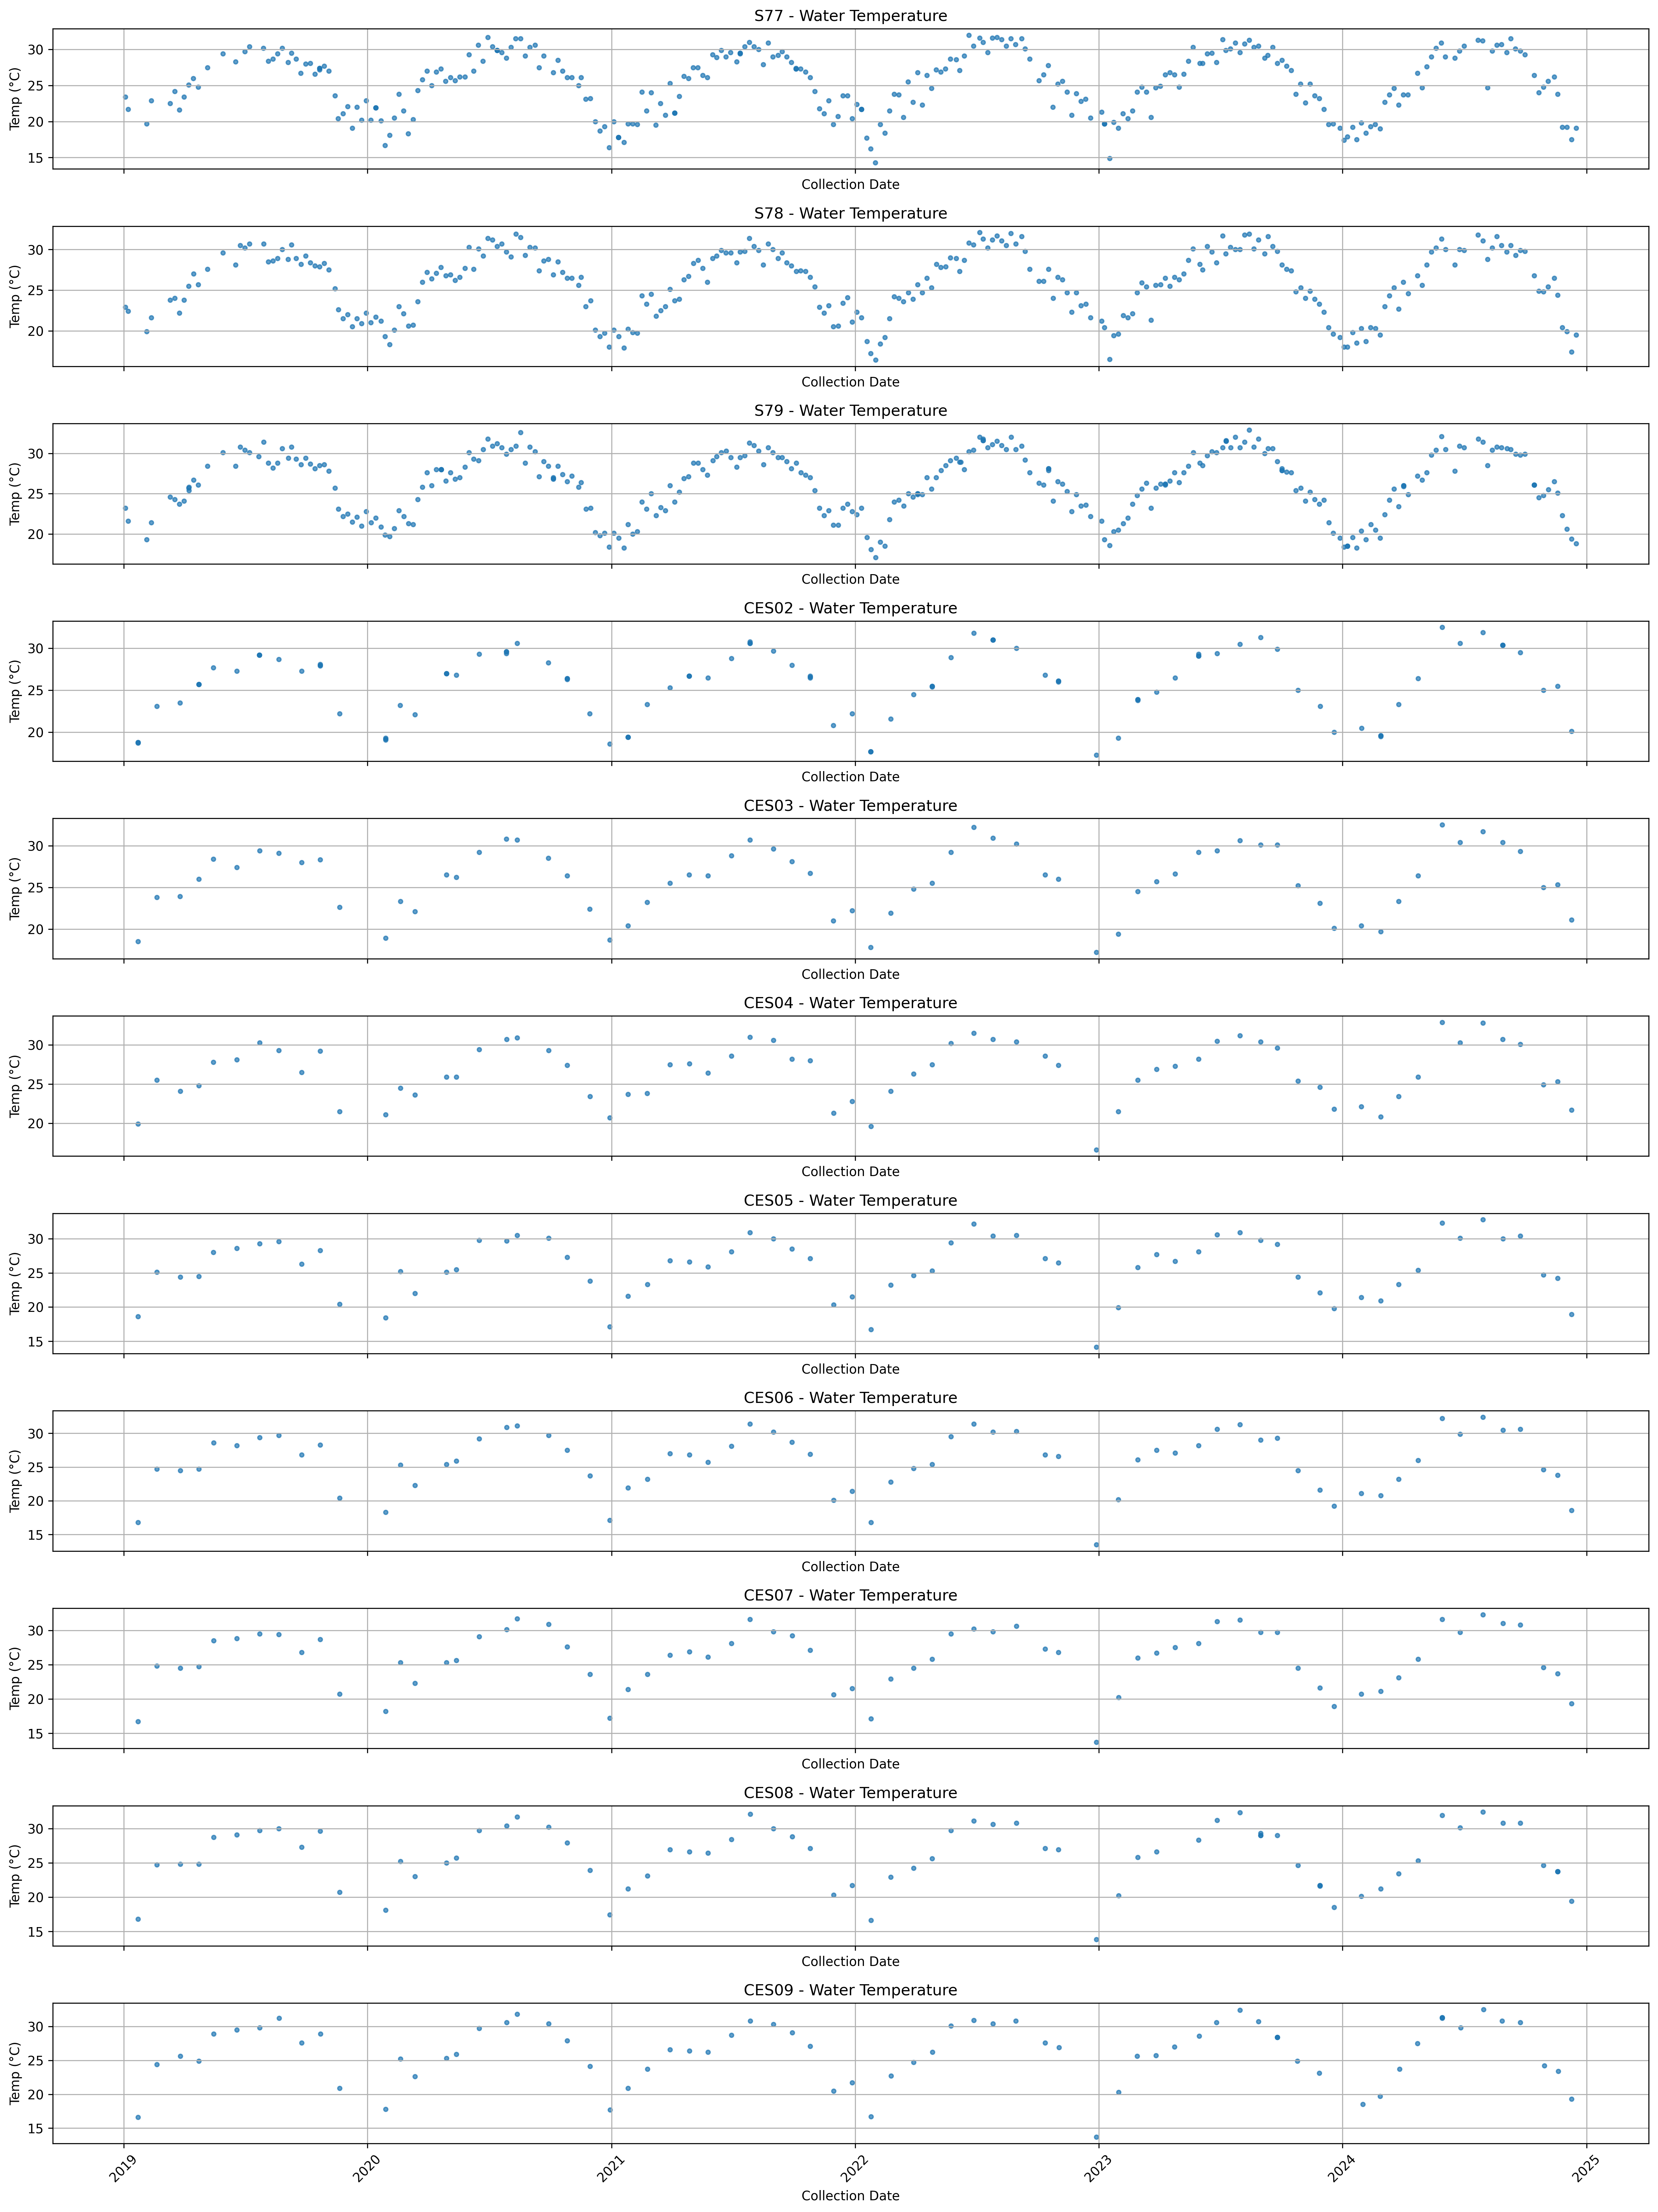 S77 - Water Temperature
Temp (°C)
30
25
20
15
Collection Date
S78 - Water Temperature
Temp (°C)
30
25
20
Collection Date
S79 - Water Temperature
Temp (°C)
30
25
20
Collection Date
CES02 - Water Temperature
Temp (°C)
30
25
20
Collection Date
CES03 - Water Temperature
Temp (°C)
30
25
20
Collection Date
CES04 - Water Temperature
Temp (°C)
30
25
20
Collection Date
CES05 - Water Temperature
Temp (°C)
30
25
20
15
Collection Date
CES06 - Water Temperature
Temp (°C)
30
25
20
15
Collection Date
CES07 - Water Temperature
Temp (°C)
30
25
20
15
Collection Date
CES08 - Water Temperature
Temp (°C)
30
25
20
15
Collection Date
CES09 - Water Temperature
Temp (°C)
30
25
20
15
2019 2020 2021 2022 2023 2024 2025
Collection Date